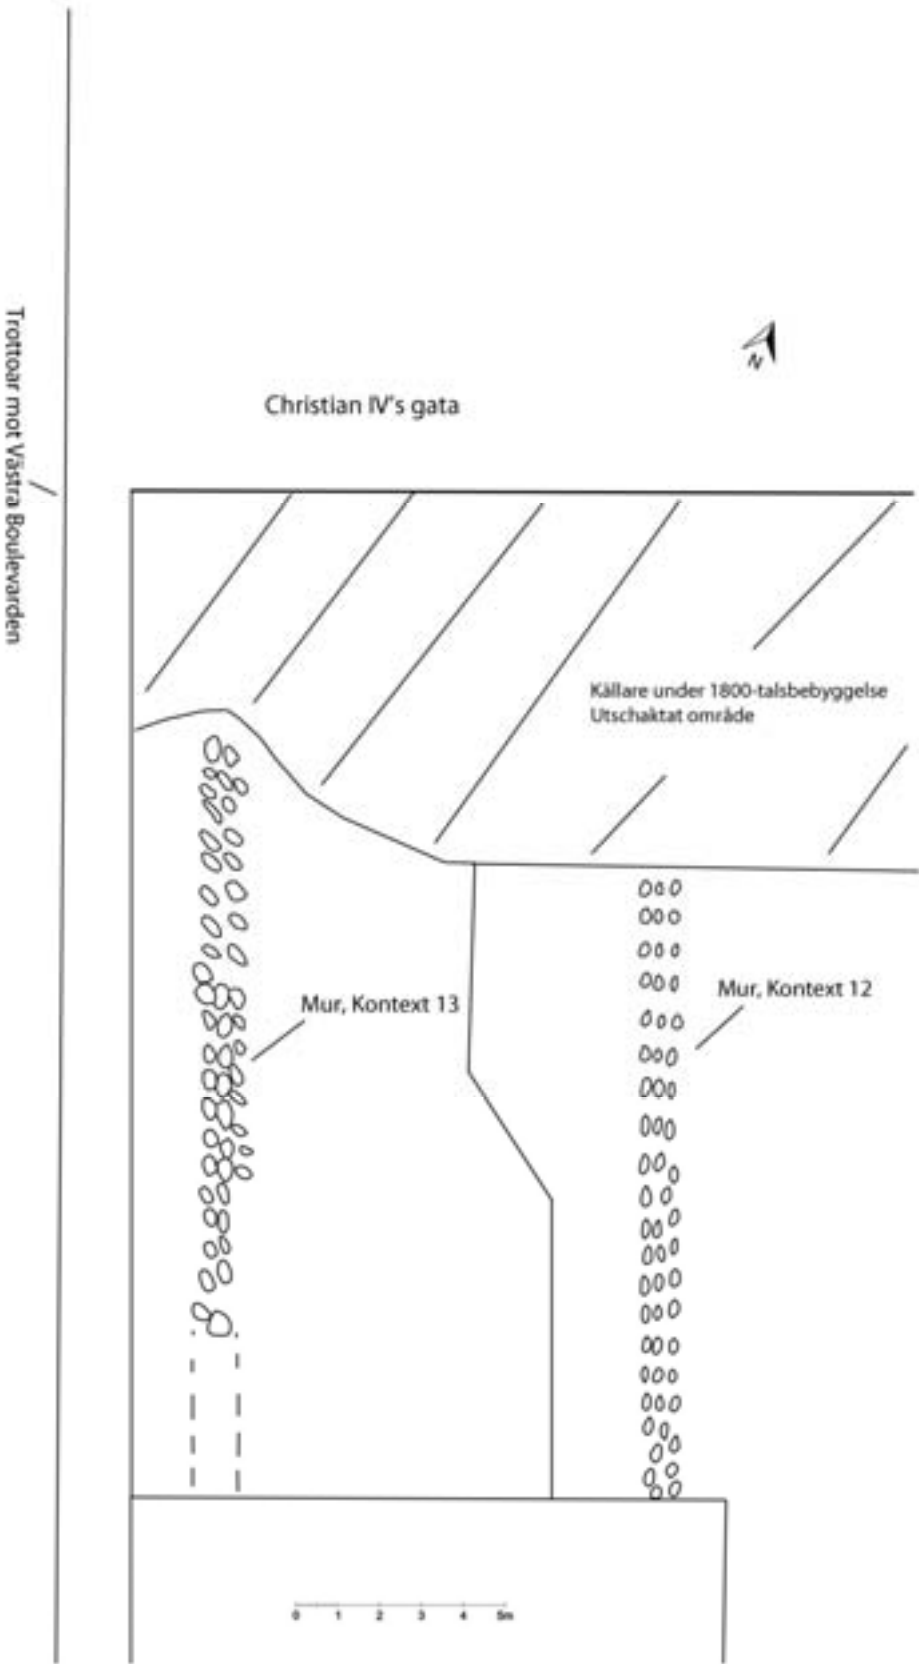 N
Christian IV's gata
Trottoar mot Västra Boulevarden
Källare under 1800-talsbebyggelse
Utschaktat område
Mur, Kontext 13
Mur, Kontext 12
0 1 2 3 4 5m